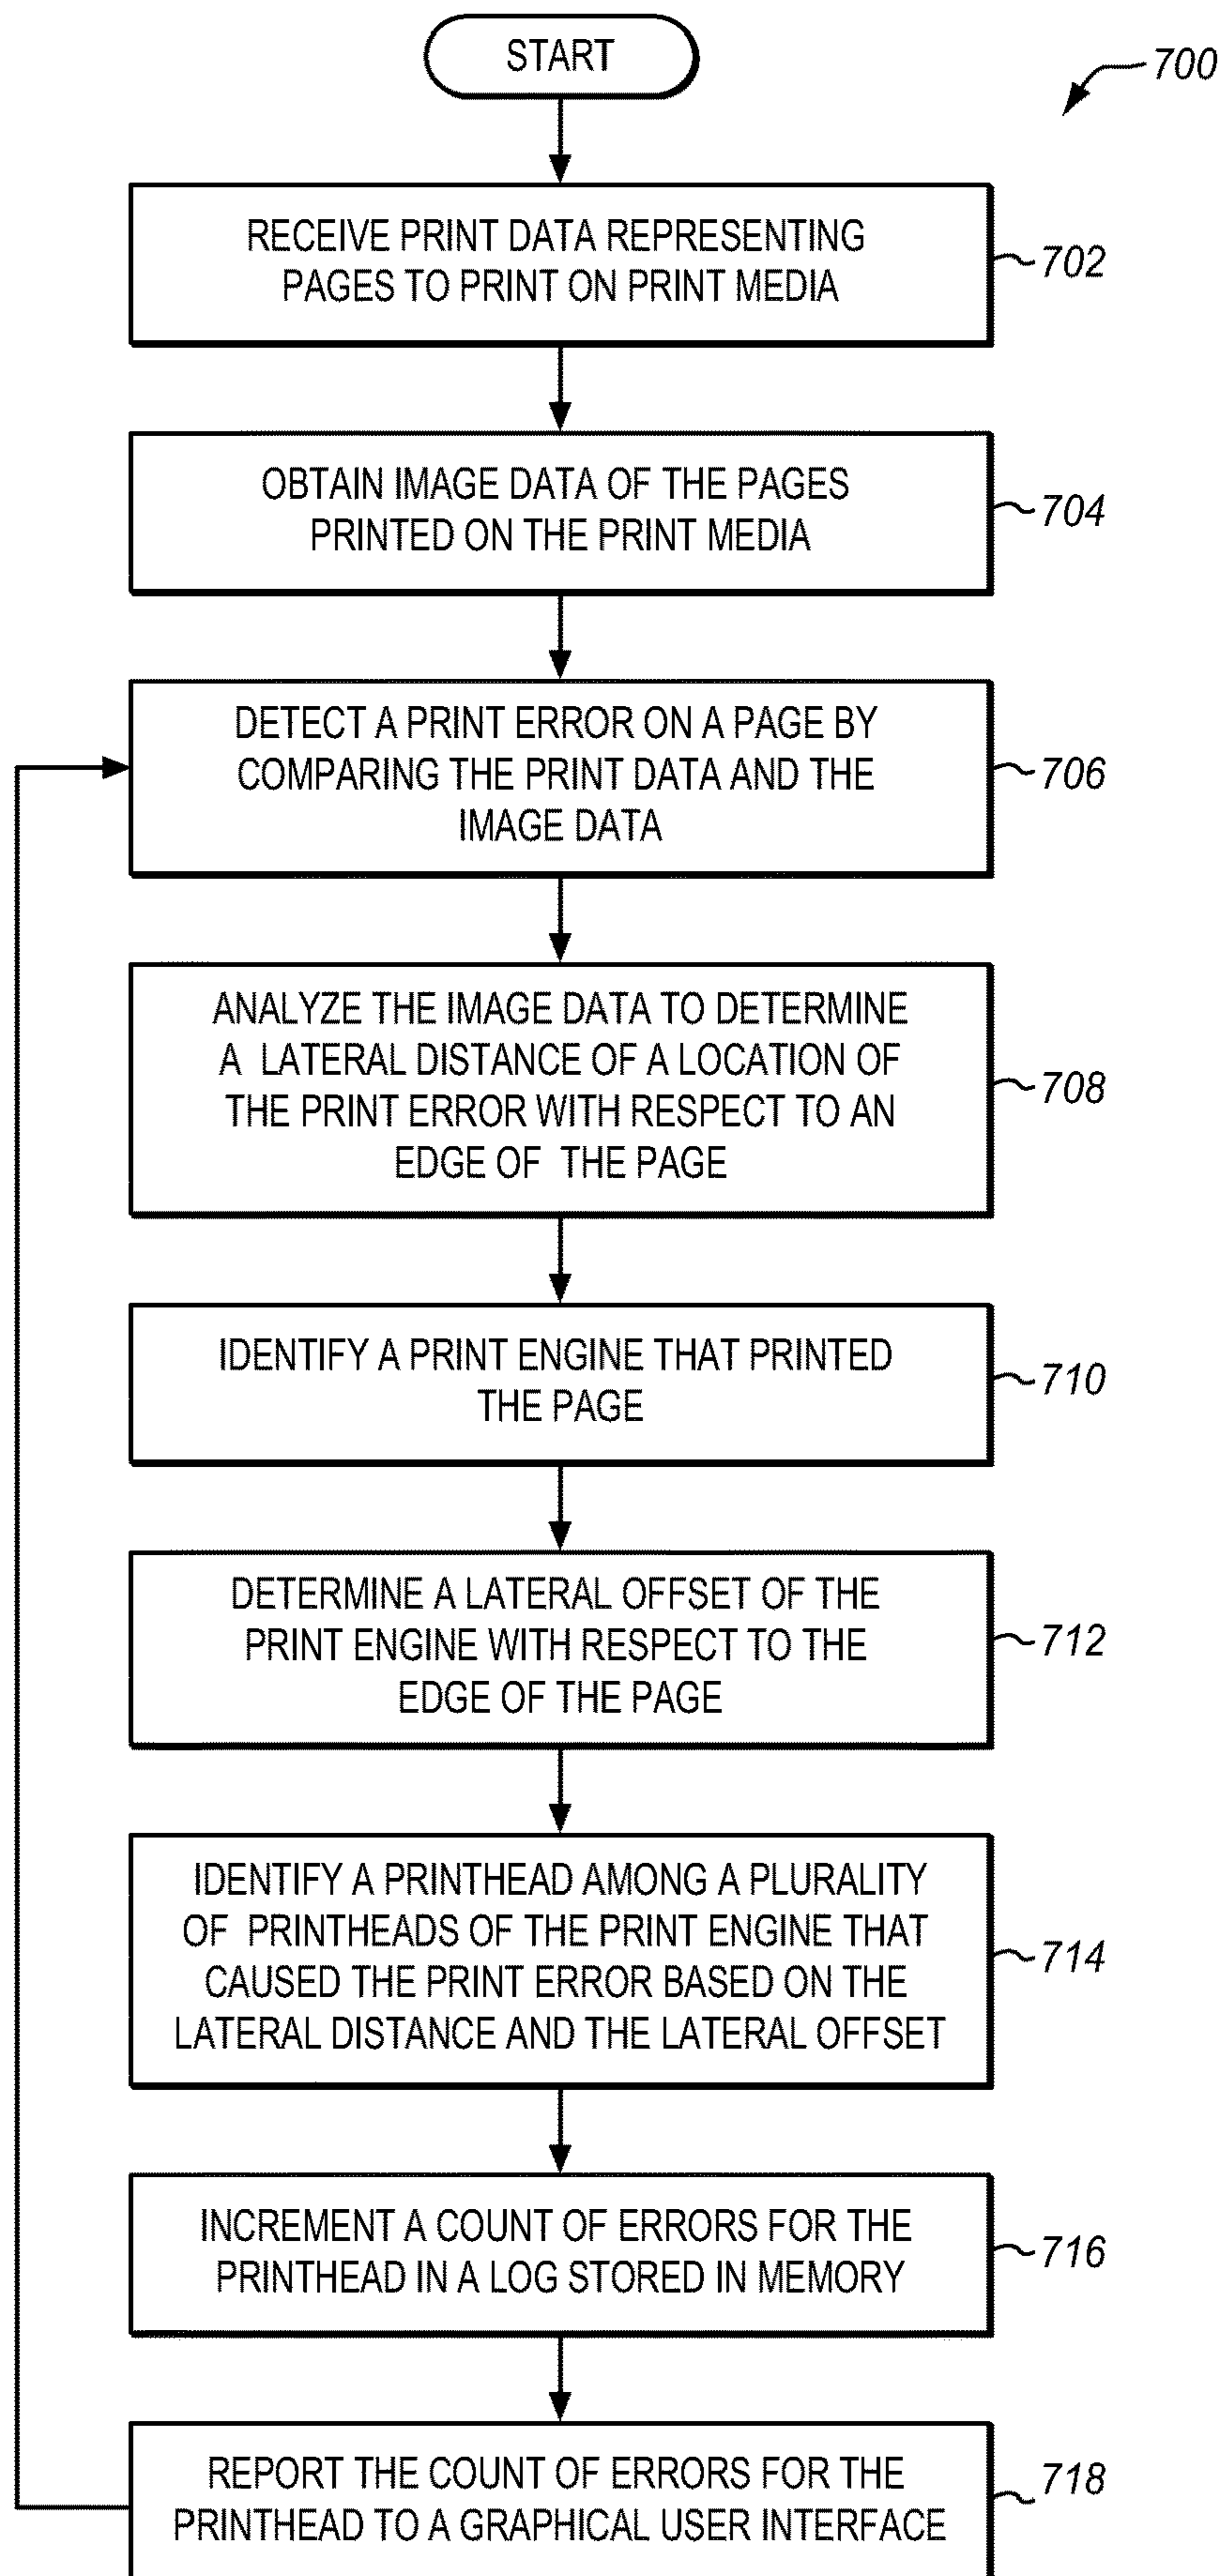 START
700
RECEIVE PRINT DATA REPRESENTING
PAGES TO PRINT ON PRINT MEDIA
702
OBTAIN IMAGE DATA OF THE PAGES
PRINTED ON THE PRINT MEDIA
704
DETECT A PRINT ERROR ON A PAGE BY
COMPARING THE PRINT DATA AND THE
IMAGE DATA
706
ANALYZE THE IMAGE DATA TO DETERMINE
A LATERAL DISTANCE OF A LOCATION OF
THE PRINT ERROR WITH RESPECT TO AN
EDGE OF THE PAGE
708
IDENTIFY A PRINT ENGINE THAT PRINTED
THE PAGE
710
DETERMINE A LATERAL OFFSET OF THE
PRINT ENGINE WITH RESPECT TO THE
EDGE OF THE PAGE
712
IDENTIFY A PRINTHEAD AMONG A PLURALITY
OF PRINTHEADS OF THE PRINT ENGINE THAT
CAUSED THE PRINT ERROR BASED ON THE
LATERAL DISTANCE AND THE LATERAL OFFSET
714
INCREMENT A COUNT OF ERRORS FOR THE
PRINTHEAD IN A LOG STORED IN MEMORY
716
REPORT THE COUNT OF ERRORS FOR THE
PRINTHEAD TO A GRAPHICAL USER INTERFACE
718